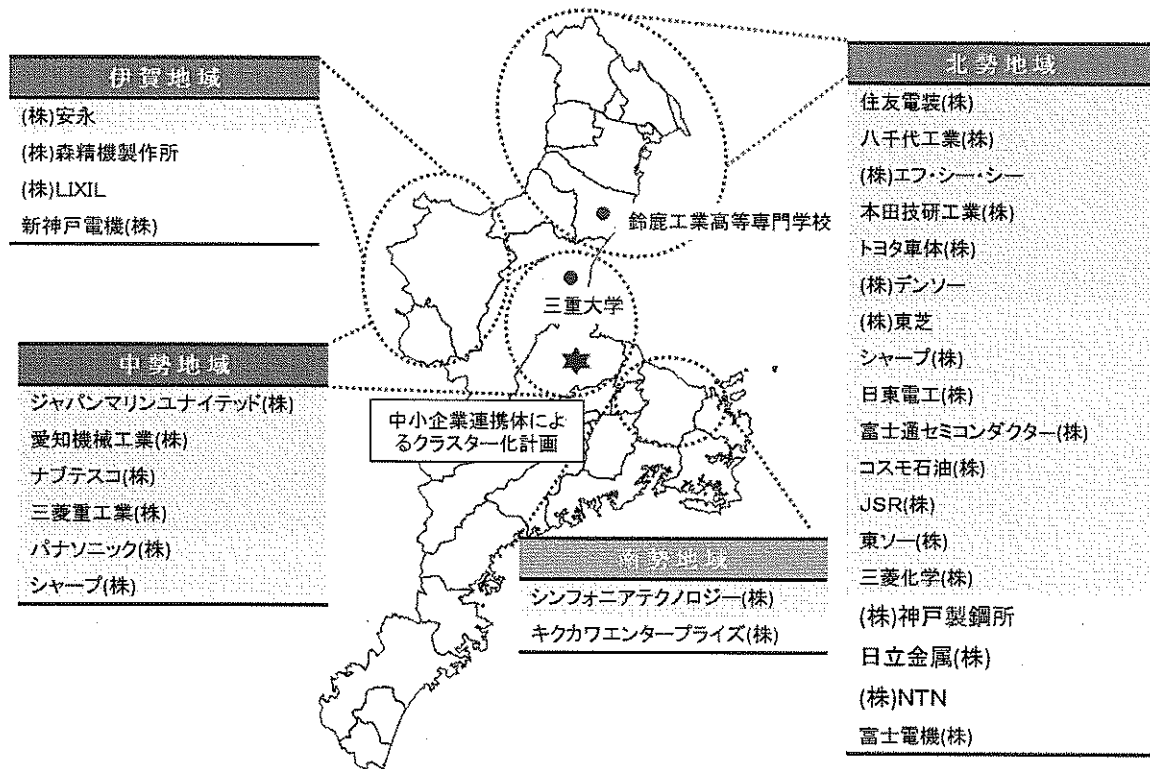 伊賀地域
(株)安永
(株)森精機製作所
(株)LIXIL
新神戸電機(株)
中勢地域
ジャパンマリンユナイテッド(株)
愛知機械工業(株)
ナブテスコ(株)
三菱重工業(株)
パナソニック(株)
シャープ(株)
鈴鹿工業高等専門学校
三重大学
中小企業連携体によ
るクラスター化計画
南勢地域
シンフォニアテクノロジー(株)
キクカワエンタープライズ(株)
北勢地域
住友電装(株)
八千代工業(株)
(株)エフ・シー・シー
本田技研工業(株)
トヨタ車体(株)
(株)デンソー
(株)東芝
シャープ(株)
日東電工(株)
富士通セミコンダクター(株)
コスモ石油(株)
JSR(株)
東ソー(株)
三菱化学(株)
(株)神戸製鋼所
日立金属(株)
(株)NTN
富士電機(株)